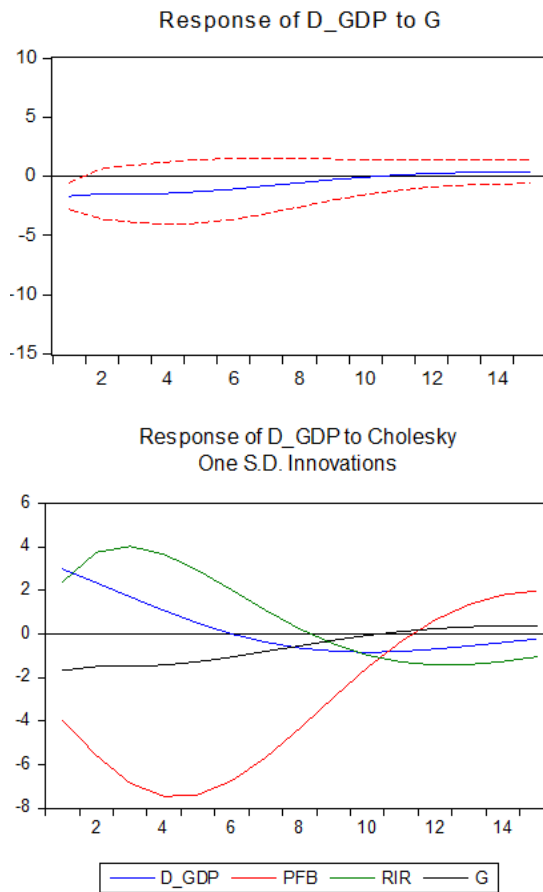 Response of D_GDP to G
10
5
0
-5
-10
-15
2 4 6 8 10 12 14
Response of D_GDP to Cholesky
One S.D. Innovations
6
4
2
0
-2
-4
-6
-8
2 4 6 8 10 12 14
D_GDP PFB RIR G